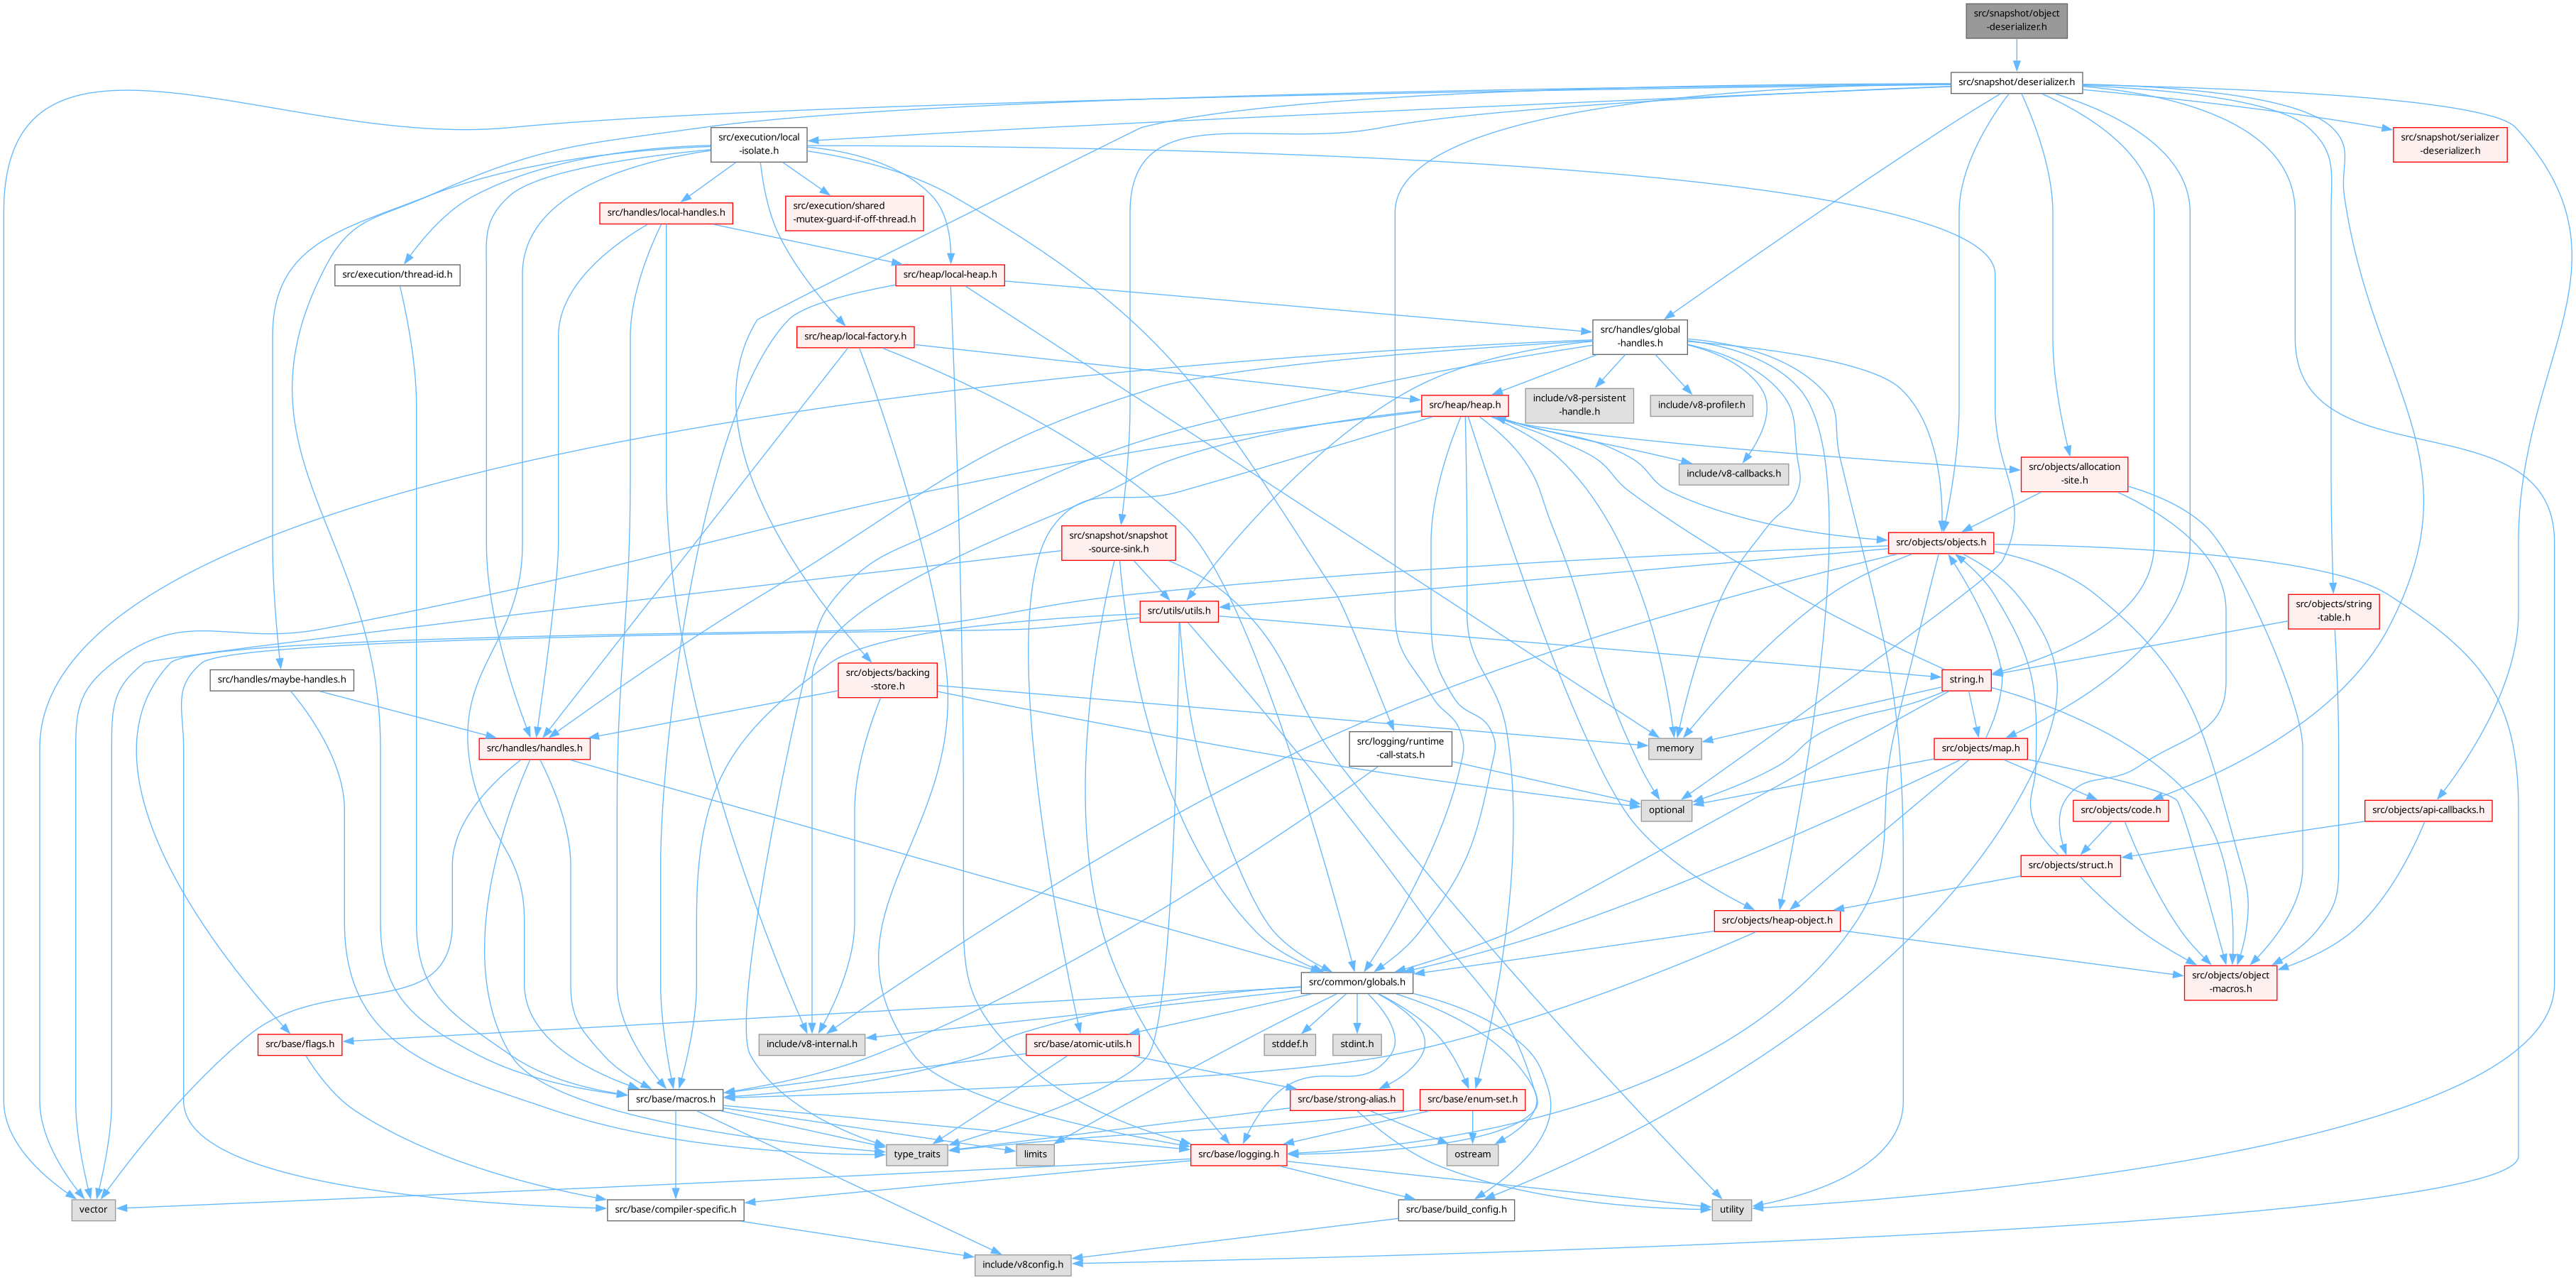 src/snapshot/object
-deserializer.h
src/snapshot/deserializer.h
src/execution/local
-isolate.h
src/snapshot/serializer
-deserializer.h
src/handles/local-handles.h
src/execution/shared
-mutex-guard-if-off-thread.h
src/execution/thread-id.h
src/heap/local-heap.h
src/heap/local-factory.h
src/handles/global
-handles.h
src/heap/heap.h
include/v8-persistent
-handle.h
include/v8-profiler.h
include/v8-callbacks.h
src/objects/allocation
-site.h
src/snapshot/snapshot
-source-sink.h
src/objects/objects.h
src/utils/utils.h
src/objects/string
-table.h
src/handles/maybe-handles.h
src/objects/backing
-store.h
string.h
src/handles/handles.h
src/logging/runtime
-call-stats.h
memory
src/objects/map.h
optional
src/objects/code.h
src/objects/api-callbacks.h
src/objects/struct.h
src/objects/heap-object.h
src/common/globals.h
src/objects/object
-macros.h
src/base/flags.h
include/v8-internal.h
src/base/atomic-utils.h
stddef.h
stdint.h
src/base/macros.h
src/base/strong-alias.h
src/base/enum-set.h
type_traits
limits
src/base/logging.h
ostream
vector
src/base/compiler-specific.h
src/base/build_config.h
utility
include/v8config.h